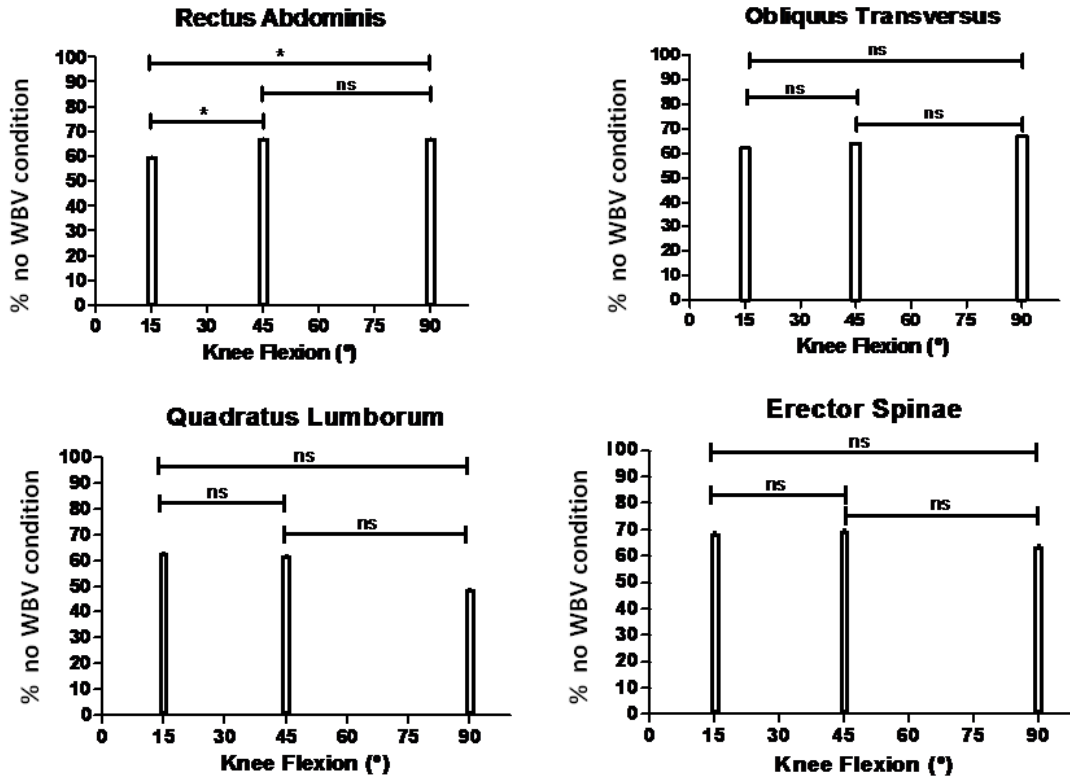 Rectus Abdominis
100
90
80
70
60
50
40
30
20
10
0
% no WBV condition
*
ns
*
0 15 30 45 60 75 90
Knee Flexion (°)
Obliquus Transversus
100
90
80
70
60
50
40
30
20
10
0
% no WBV condition
ns
ns
ns
0 15 30 45 60 75 90
Knee Flexion (°)
Quadratus Lumborum
100
90
80
70
60
50
40
30
20
10
0
% no WBV condition
ns
ns
ns
0 15 30 45 60 75 90
Knee Flexion (°)
Erector Spinae
100
90
80
70
60
50
40
30
20
10
0
% no WBV condition
ns
ns
ns
0 15 30 45 60 75 90
Knee Flexion (°)